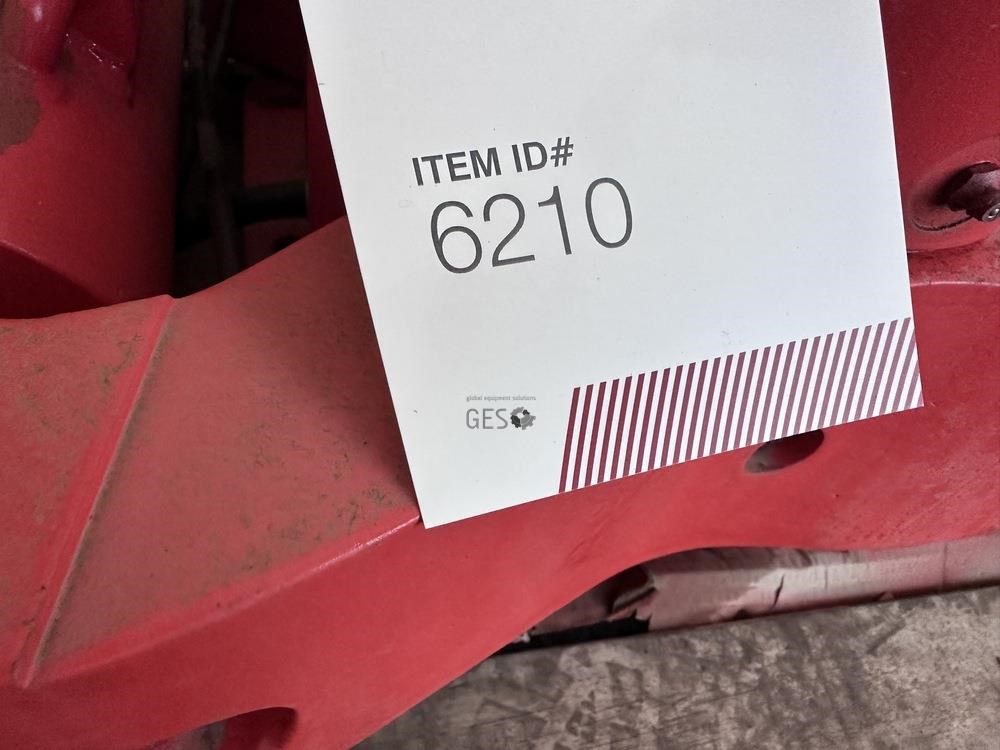 ITEM ID#
6210
global equipment solutions
GES